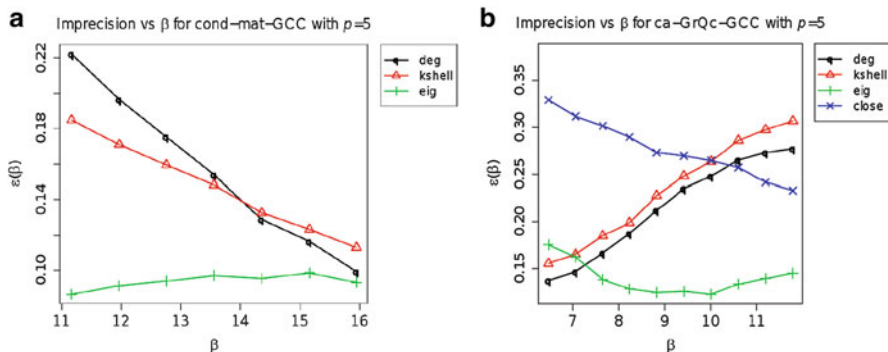 a
Imprecision vs β for cond-mat-GCC with p=5
deg
kshell
eig
ε(β)
0.22
0.18
0.14
0.10
11 12 13 14 15 16
β
b
Imprecision vs β for ca-GrQc-GCC with p=5
deg
kshell
eig
close
ε(β)
0.35
0.30
0.25
0.20
0.15
7 8 9 10 11
β